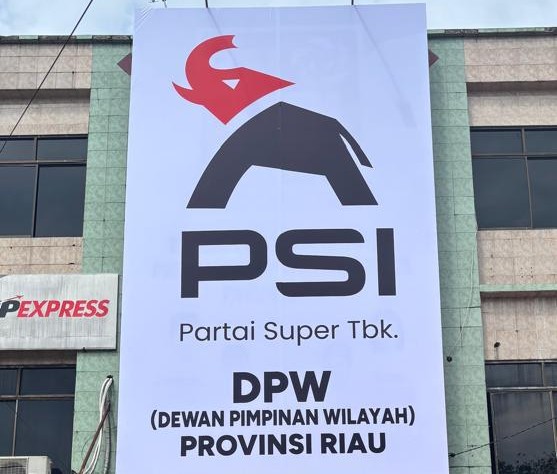 PSI
Partai Super Tbk.
PEXPRESS
DPW
(DEWAN PIMPINAN WILAYAH)
PROVINSI RIAU